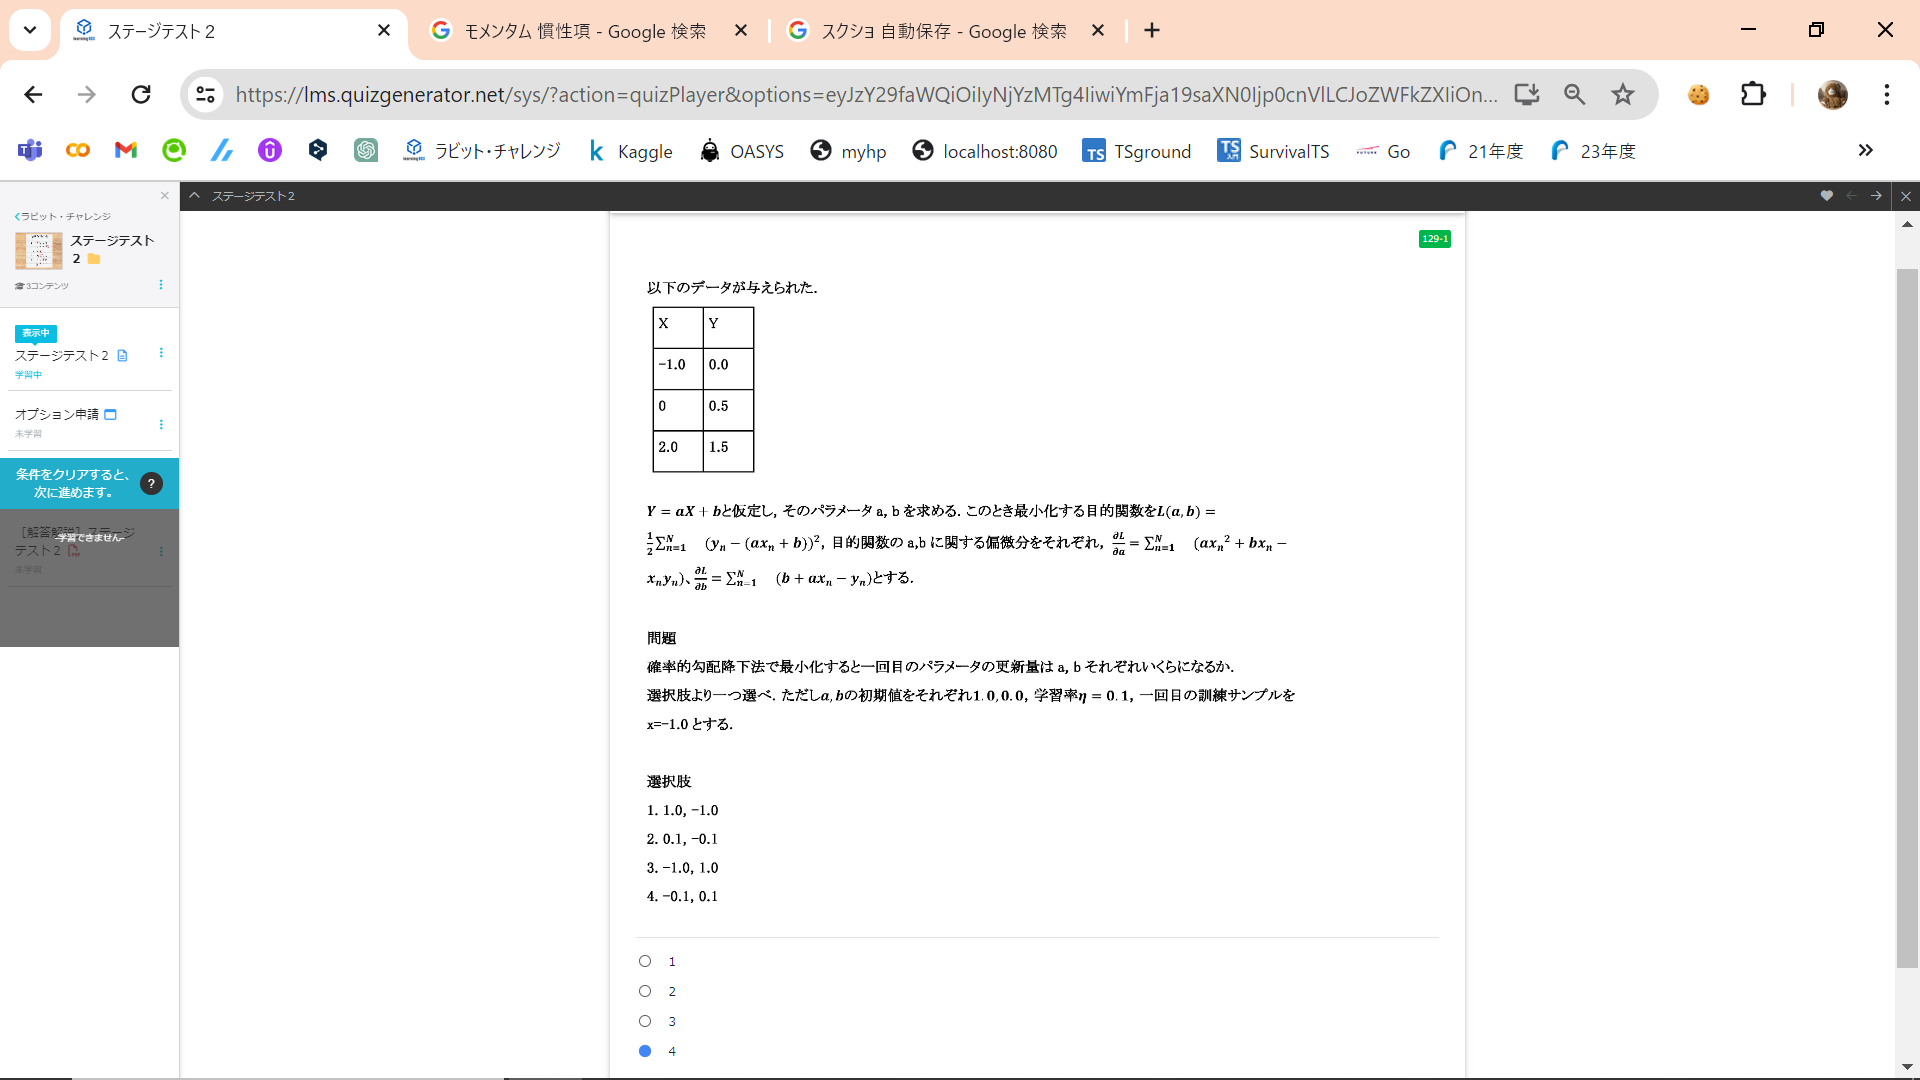 ステージテスト2
モメンタム 慣性項 - Google 検索
スクショ 自動保存 - Google 検索
https://lms.quizgenerator.net/sys/?action=quizPlayer&options=eyJzY29faWQiOiIyNjYzMTg4IiwiYmFja19saXN0Ijp0cnVlLCJoZWFkZXIiOn...
ラビット・チャレンジ
Kaggle
OASYS
myhp
localhost:8080
TSground
SurvivalTS
Go
21年度
23年度
ラビット・チャレンジ
ステージテスト
2
3コンテンツ
表示中
ステージテスト2
学習中
オプション申請
未学習
条件をクリアすると、
次に進めます。
?
[解答解説] ステージ
-学習できません-
テスト2
未学習
ステージテスト2
129-1
以下のデータが与えられた.
X Y
-1.0 0.0
0 0.5
2.0 1.5
Y = aX + bと仮定し, そのパラメータ a, b を求める. このとき最小化する目的関数をL(a, b) =
1/2 ∑_{n=1}^{N} (y_n − (ax_n + b))², 目的関数の a,b に関する偏微分をそれぞれ, ∂L/∂a = ∑_{n=1}^{N} (ax_n² + bx_n −
x_n y_n)、∂L/∂b = ∑_{n=1}^{N} (b + ax_n − y_n)とする.
問題
確率的勾配降下法で最小化すると一回目のパラメータの更新量は a, b それぞれいくらになるか.
選択肢より一つ選べ. ただしa, bの初期値をそれぞれ1.0, 0.0, 学習率η = 0.1, 一回目の訓練サンプルを
x=-1.0 とする.
選択肢
1. 1.0, -1.0
2. 0.1, -0.1
3. -1.0, 1.0
4. -0.1, 0.1
1
2
3
4